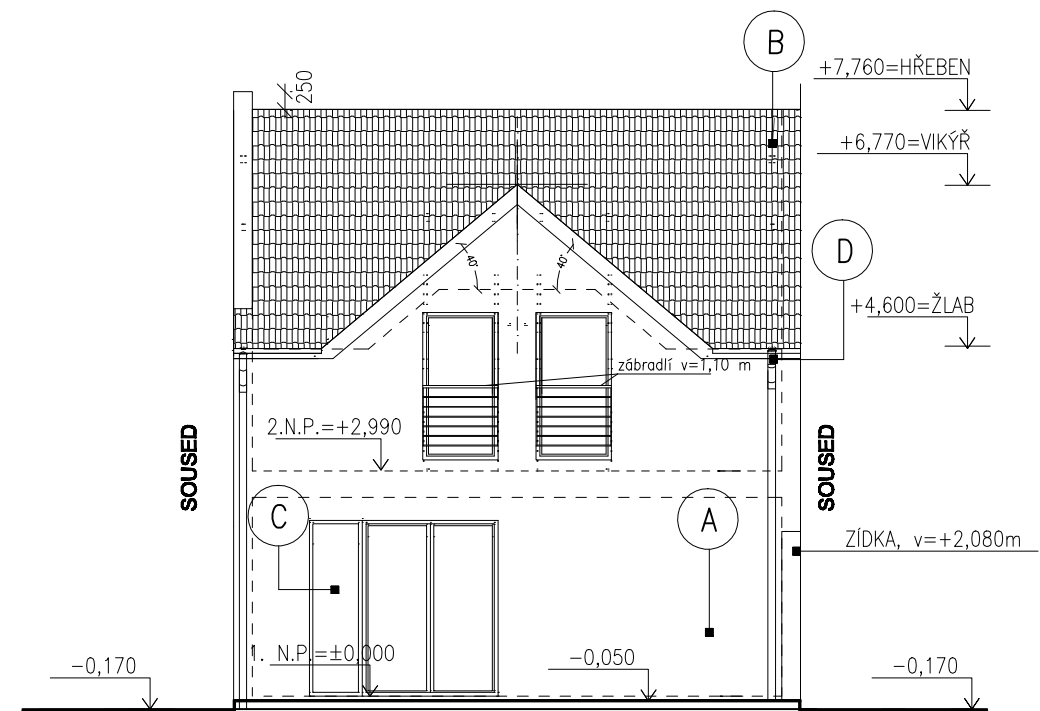 B
+7,760=HŘEBEN
250
+6,770=VIKÝŘ
D
40°
40°
+4,600=ŽLAB
zábradlí v=1,10 m
2.N.P.=+2,990
SOUSED
SOUSED
C
A
ZÍDKA, v=+2,080m
1. N.P.=±0,000
-0,170
-0,050
-0,170